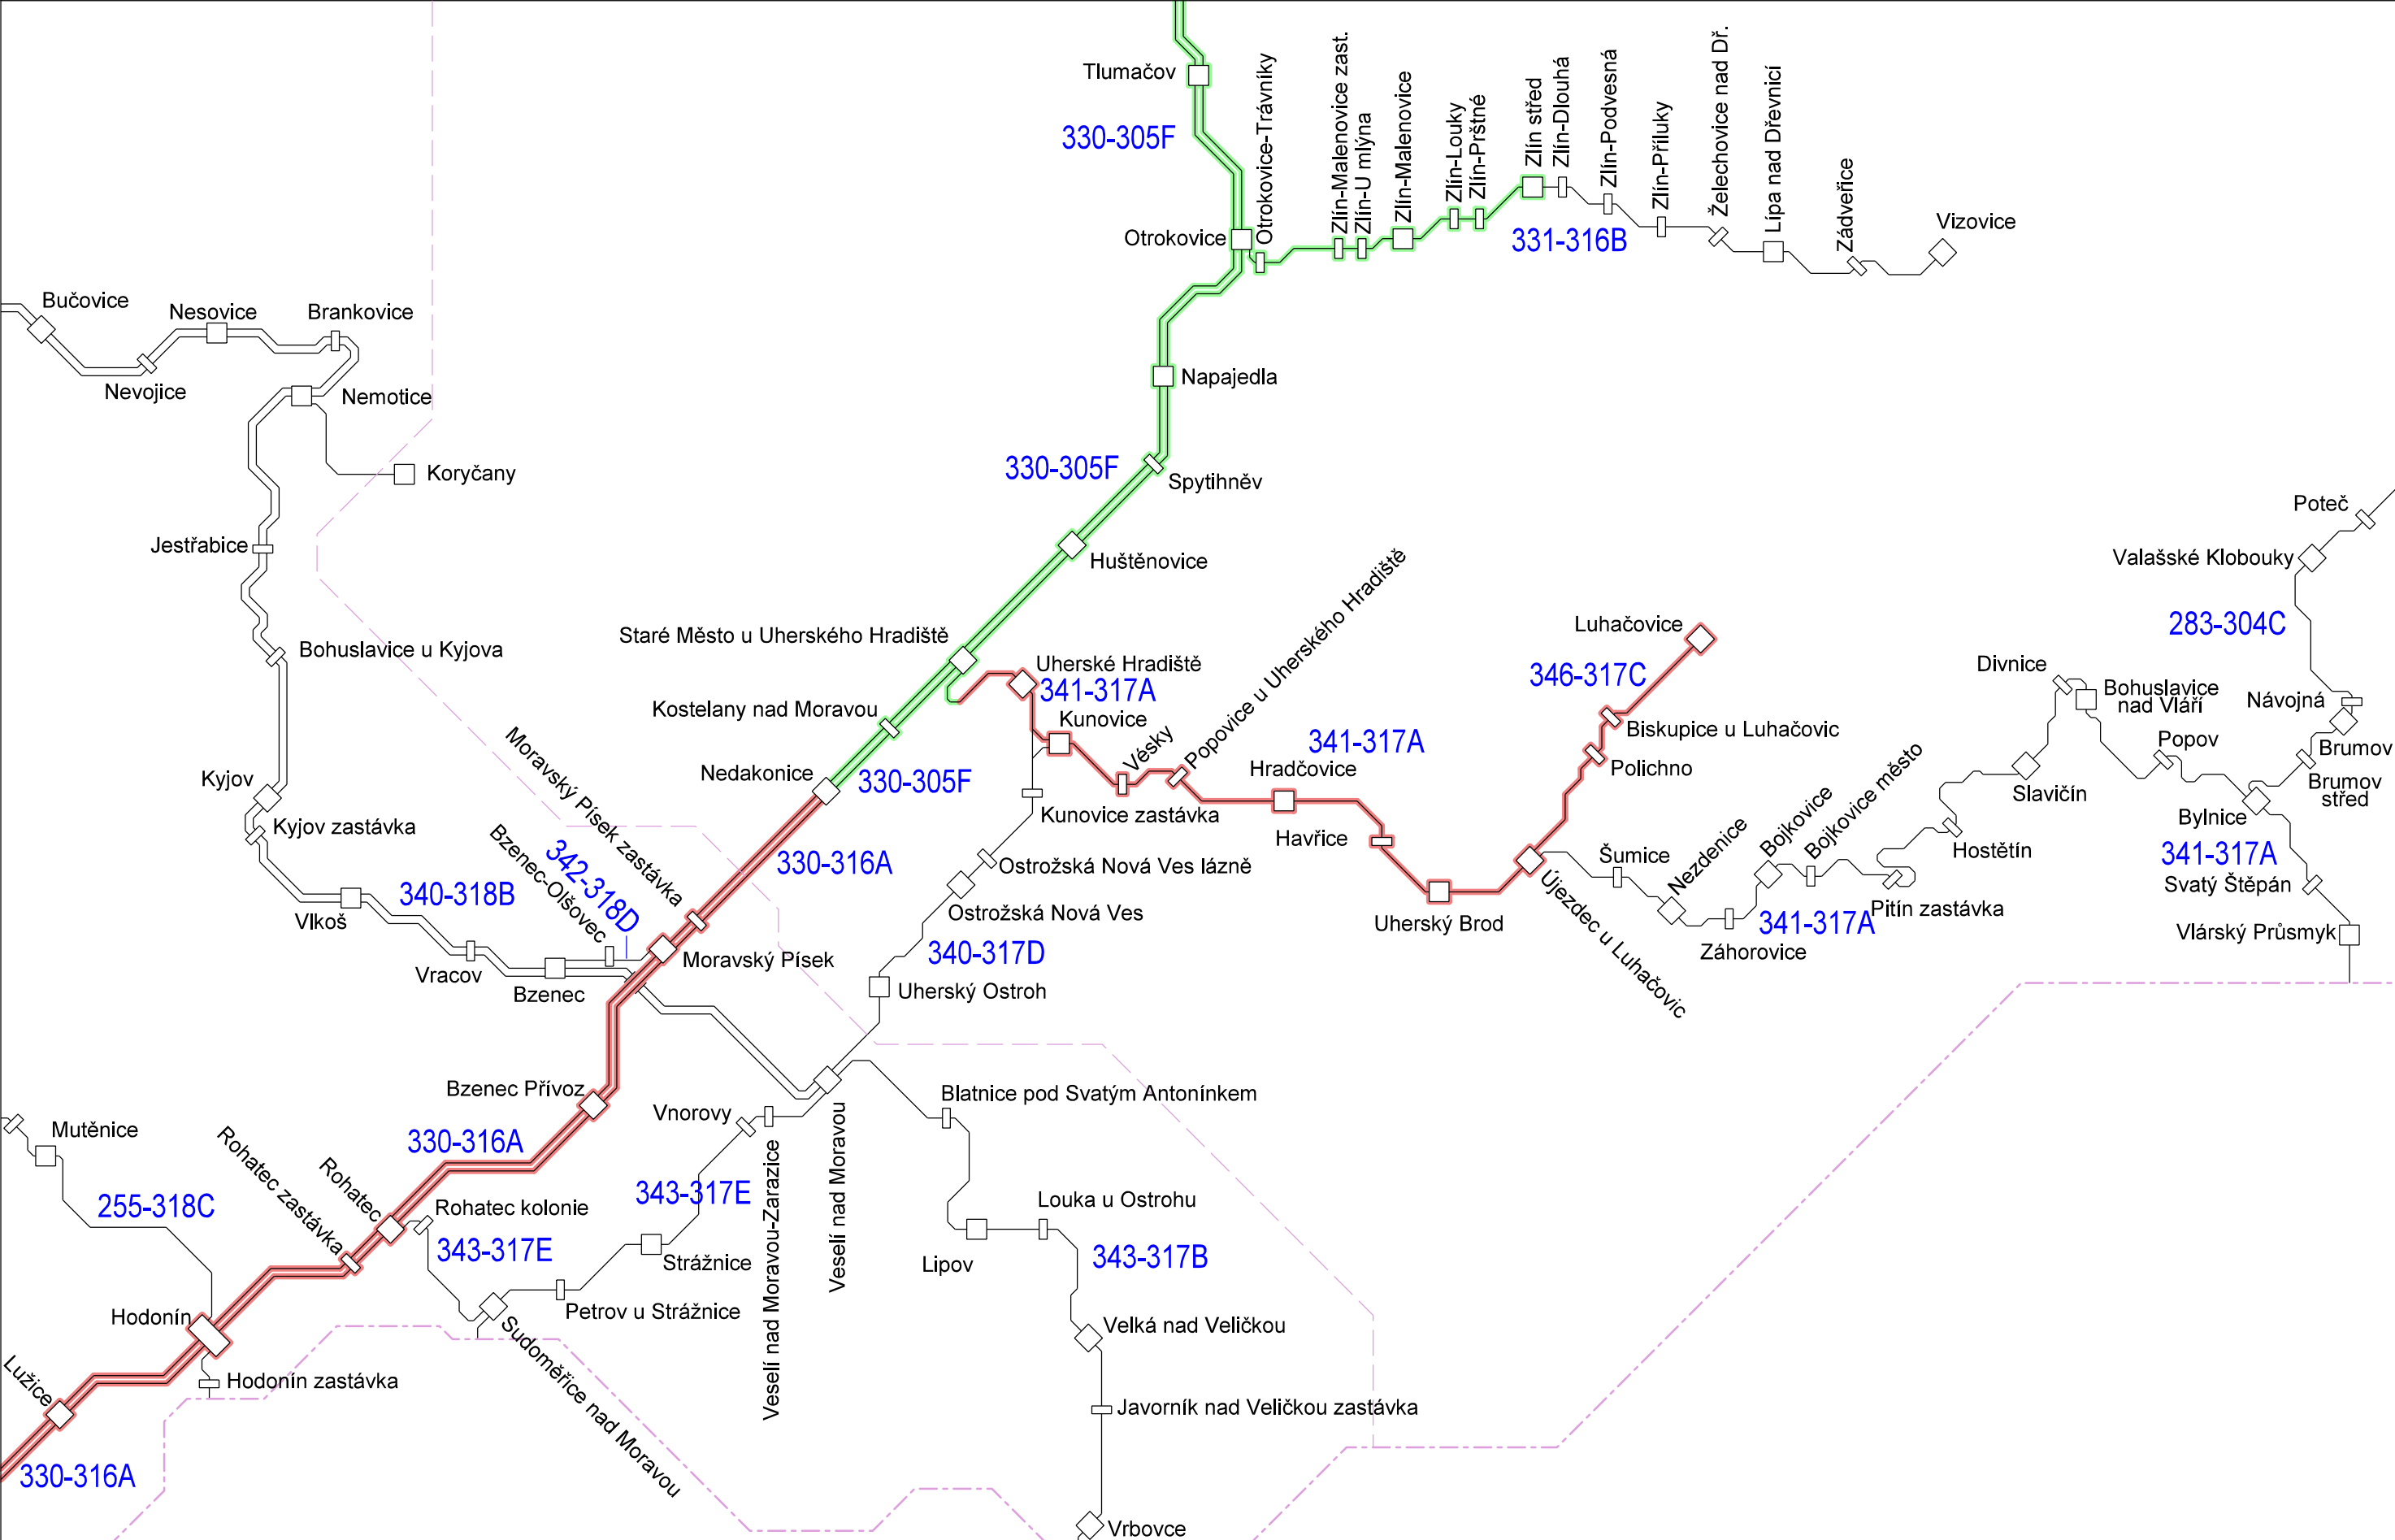 Tlumačov
330-305F
Otrokovice-Trávníky
Zlín-Malenovice zast.
Zlín-U mlýna
Zlín-Malenovice
Zlín-Louky
Zlín-Prštné
Zlín střed
Zlín-Dlouhá
Zlín-Podvesná
Zlín-Příluky
Želechovice nad Dř.
Lípa nad Dřevnicí
Zádveřice
Vizovice
Otrokovice
331-316B
Bučovice
Nesovice
Brankovice
Nevojice
Nemotice
Napajedla
Koryčany
330-305F
Spytihněv
Poteč
Jestřabice
Huštěnovice
Valašské Klobouky
Staré Město u Uherského Hradiště
Popovice u Uherského Hradiště
Luhačovice
283-304C
Bohuslavice u Kyjova
Uherské Hradiště
341-317A
346-317C
Divnice
Bohuslavice
nad Vláří
Návojná
Kostelany nad Moravou
Kunovice
Vésky
341-317A
Biskupice u Luhačovic
Popov
Brumov
Moravský Písek zastávka
Nedakonice
330-305F
Hradčovice
Polichno
Bojkovice město
Slavičín
Brumov
střed
Kyjov
Kyjov zastávka
Kunovice zastávka
Havřice
Bojkovice
Bylnice
Bzenec-Olšovec
342-318D
330-316A
Ostrožská Nová Ves lázně
Šumice
Nezdenice
Hostětín
341-317A
Svatý Štěpán
340-318B
Vlkoš
Ostrožská Nová Ves
Uherský Brod
Újezdec u Luhačovic
341-317A
Pitín zastávka
Vlárský Průsmyk
Vracov
Bzenec
Moravský Písek
340-317D
Záhorovice
Uherský Ostroh
Bzenec Přívoz
Vnorovy
Blatnice pod Svatým Antonínkem
Mutěnice
330-316A
Rohatec zastávka
Rohatec
Veselí nad Moravou-Zarazice
Veselí nad Moravou
255-318C
Rohatec kolonie
343-317E
343-317E
Louka u Ostrohu
Strážnice
Lipov
343-317B
Hodonín
Petrov u Strážnice
Velká nad Veličkou
Sudoměřice nad Moravou
Lužice
Hodonín zastávka
Javorník nad Veličkou zastávka
330-316A
Vrbovce